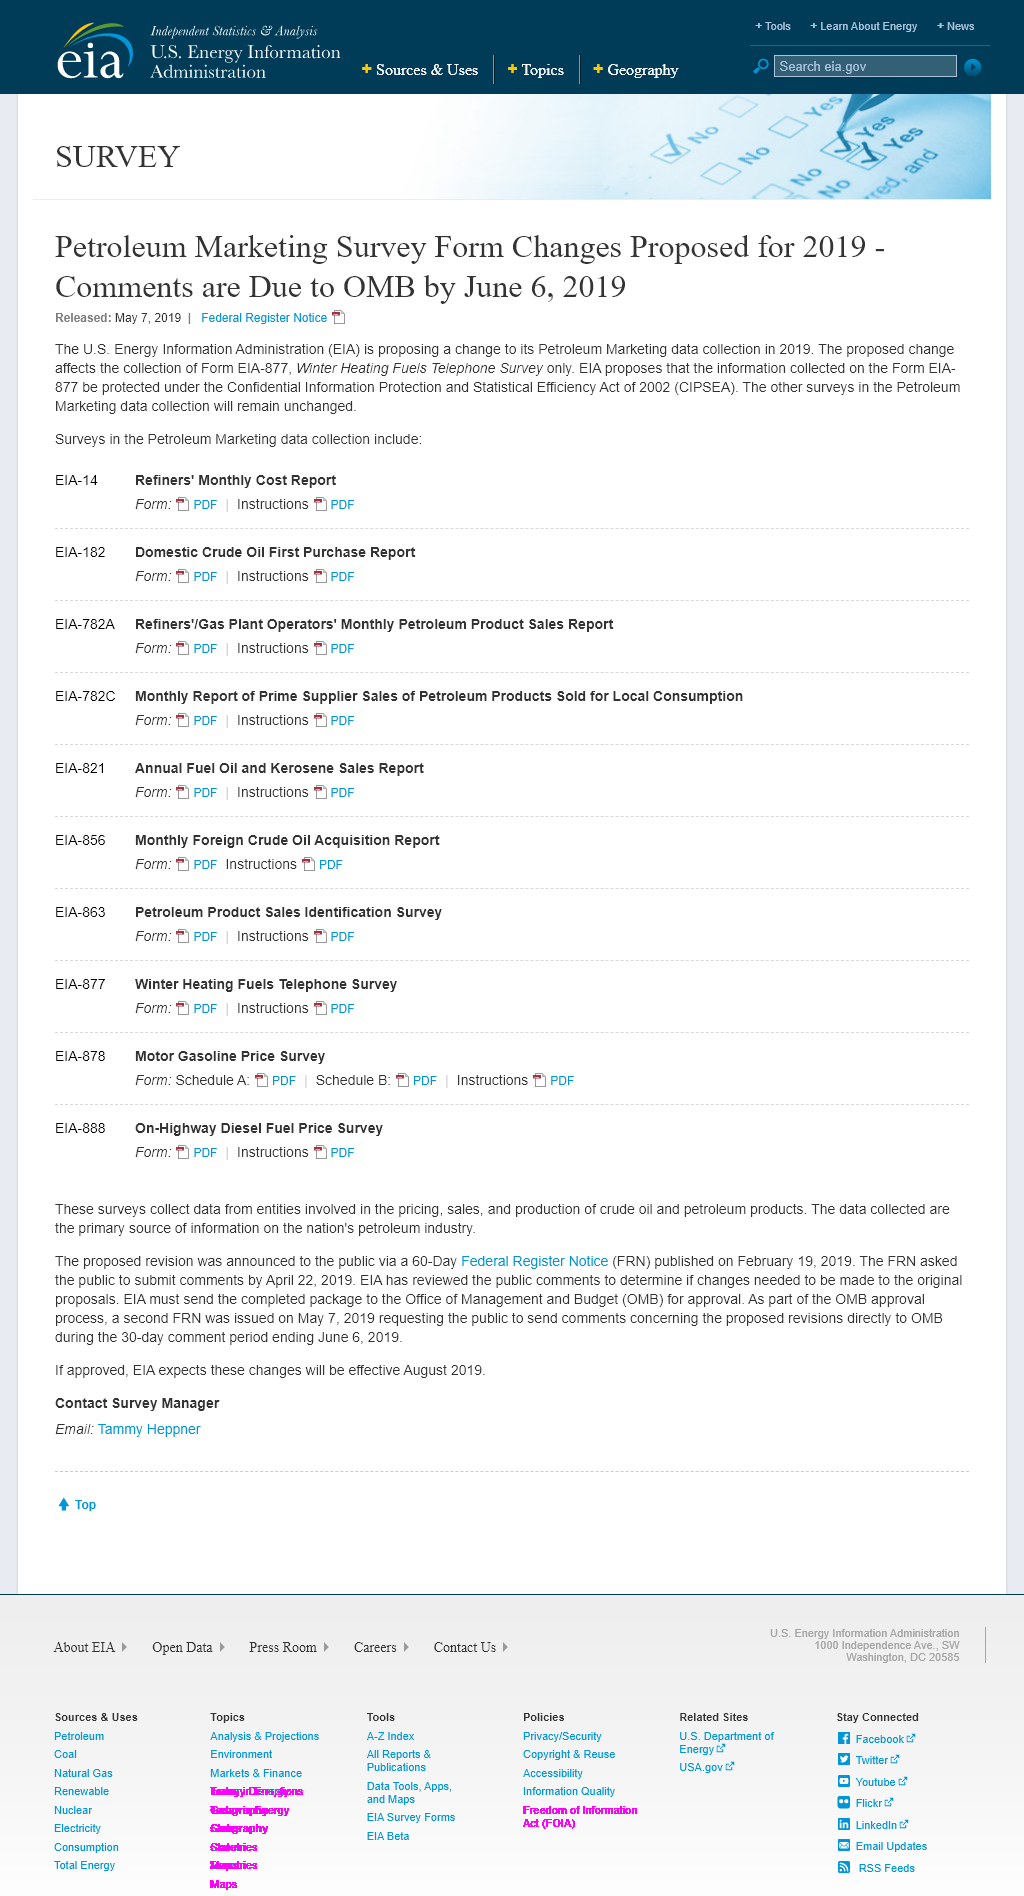 + Tools + Learn About Energy + News
eia
Independent Statistics & Analysis
U.S. Energy Information
Administration
+ Sources & Uses + Topics + Geography
Search eia.gov
No
Yes
No
Yes
No
Yes
No
SURVEY
Petroleum Marketing Survey Form Changes Proposed for 2019 -
Comments are Due to OMB by June 6, 2019
Released: May 7, 2019 | Federal Register Notice
The U.S. Energy Information Administration (EIA) is proposing a change to its Petroleum Marketing data collection in 2019. The proposed change
affects the collection of Form EIA-877, Winter Heating Fuels Telephone Survey only. EIA proposes that the information collected on the Form EIA-
877 be protected under the Confidential Information Protection and Statistical Efficiency Act of 2002 (CIPSEA). The other surveys in the Petroleum
Marketing data collection will remain unchanged.
Surveys in the Petroleum Marketing data collection include:
EIA-14 Refiners' Monthly Cost Report
Form: PDF | Instructions PDF
EIA-182 Domestic Crude Oil First Purchase Report
Form: PDF | Instructions PDF
EIA-782A Refiners'/Gas Plant Operators' Monthly Petroleum Product Sales Report
Form: PDF | Instructions PDF
EIA-782C Monthly Report of Prime Supplier Sales of Petroleum Products Sold for Local Consumption
Form: PDF | Instructions PDF
EIA-821 Annual Fuel Oil and Kerosene Sales Report
Form: PDF | Instructions PDF
EIA-856 Monthly Foreign Crude Oil Acquisition Report
Form: PDF Instructions PDF
EIA-863 Petroleum Product Sales Identification Survey
Form: PDF | Instructions PDF
EIA-877 Winter Heating Fuels Telephone Survey
Form: PDF | Instructions PDF
EIA-878 Motor Gasoline Price Survey
Form: Schedule A: PDF | Schedule B: PDF | Instructions PDF
EIA-888 On-Highway Diesel Fuel Price Survey
Form: PDF | Instructions PDF
These surveys collect data from entities involved in the pricing, sales, and production of crude oil and petroleum products. The data collected are
the primary source of information on the nation's petroleum industry.
The proposed revision was announced to the public via a 60-Day Federal Register Notice (FRN) published on February 19, 2019. The FRN asked
the public to submit comments by April 22, 2019. EIA has reviewed the public comments to determine if changes needed to be made to the original
proposals. EIA must send the completed package to the Office of Management and Budget (OMB) for approval. As part of the OMB approval
process, a second FRN was issued on May 7, 2019 requesting the public to send comments concerning the proposed revisions directly to OMB
during the 30-day comment period ending June 6, 2019.
If approved, EIA expects these changes will be effective August 2019.
Contact Survey Manager
Email: Tammy Heppner
Top
About EIA Open Data Press Room Careers Contact Us
U.S. Energy Information Administration
1000 Independence Ave., SW
Washington, DC 20585
Sources & Uses
Petroleum
Coal
Natural Gas
Renewable
Nuclear
Electricity
Consumption
Total Energy
Topics
Analysis & Projections
Environment
Markets & Finance
Geography
Maps
Tools
A-Z Index
All Reports &
Publications
Data Tools, Apps,
and Maps
EIA Survey Forms
EIA Beta
Policies
Privacy/Security
Copyright & Reuse
Accessibility
Information Quality
Freedom of Information
Act (FOIA)
Related Sites
U.S. Department of
Energy
USA.gov
Stay Connected
Facebook
Twitter
Youtube
Flickr
LinkedIn
Email Updates
RSS Feeds